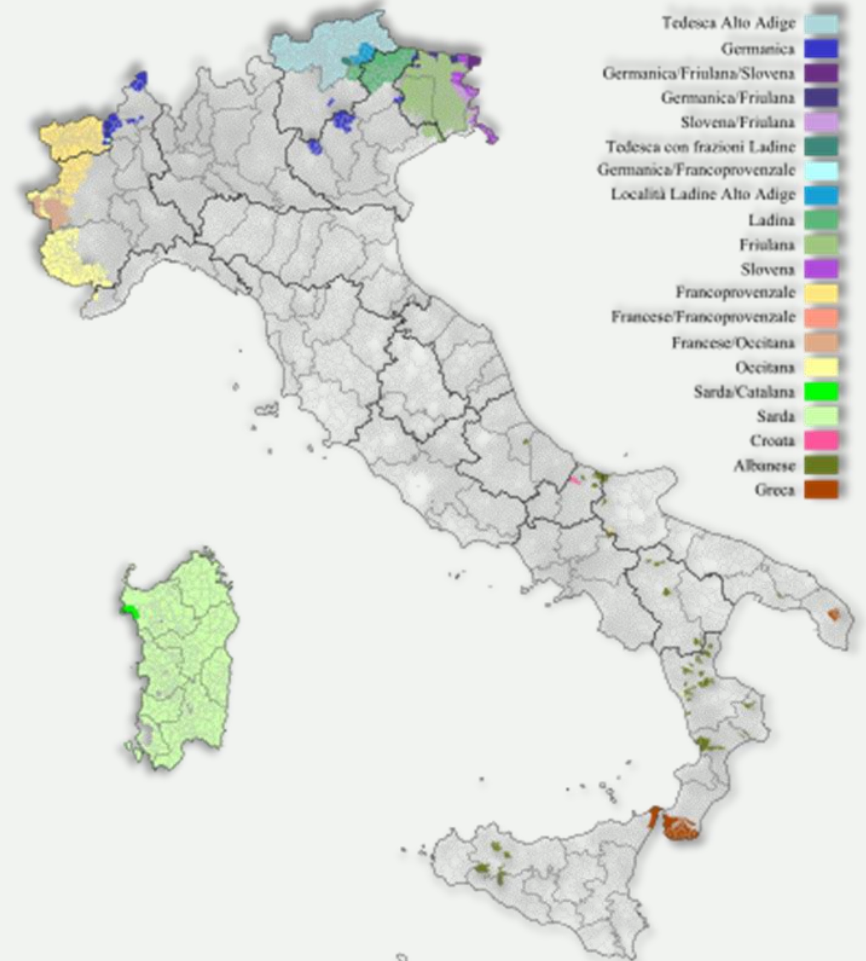 Tedesca Alto Adige
Germanica
Germanica/Friulana/Slovena
Germanica/Friulana
Slovena/Friulana
Tedesca con frazioni Ladine
Germanica/Francoprovenzale
Località Ladine Alto Adige
Ladina
Friulana
Slovena
Francoprovenzale
Francese/Francoprovenzale
Francese/Occitana
Occitana
Sarda/Catalana
Sarda
Croata
Albanese
Greca